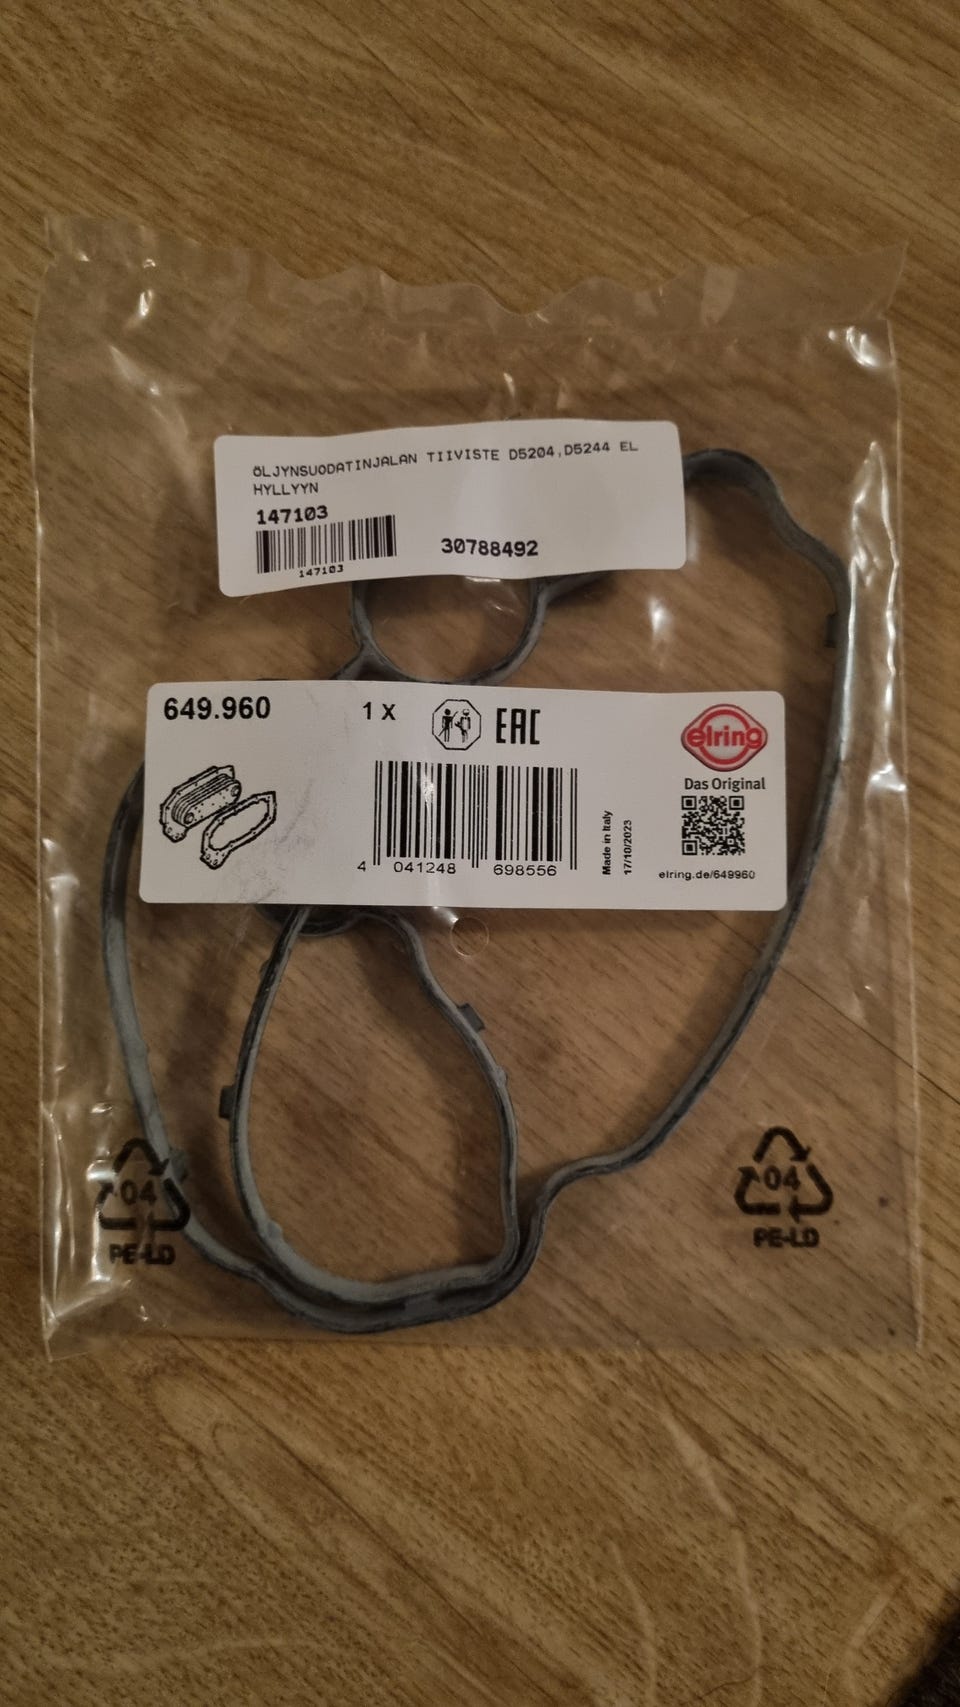 ÖLJYNSUODATINJALAN TIIVISTE D5204,D5244 EL
HYLLYYN
147103
147103
30788492
649.960
1 X
EAC
elring
Das Original
4 041248 698556
Made in Italy
17/10/2023
elring.de/649960
04
PE-LD
04
PE-LD